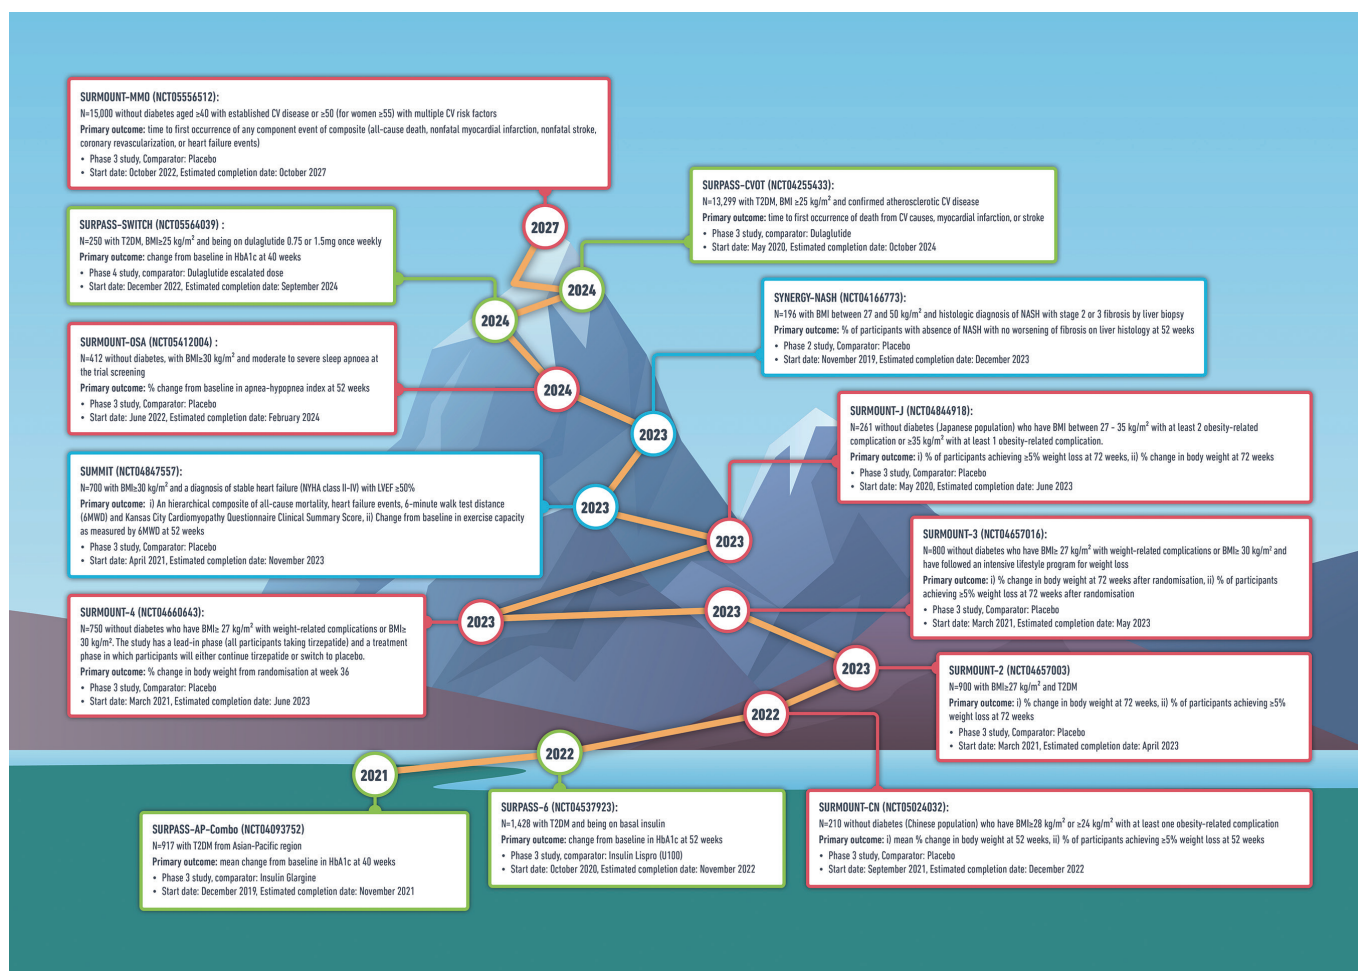 SURMOUNT-MMO (NCT05556512):
N=15,000 without diabetes aged ≥40 with established CV disease or ≥50 (for women ≥55) with multiple CV risk factors
Primary outcome: time to first occurrence of any component event of composite (all-cause death, nonfatal myocardial infarction, nonfatal stroke,
coronary revascularization, or heart failure events)
• Phase 3 study, Comparator: Placebo
• Start date: October 2022, Estimated completion date: October 2027
SURPASS-CVOT (NCT04255433):
N=13,299 with T2DM, BMI ≥25 kg/m² and confirmed atherosclerotic CV disease
Primary outcome: time to first occurrence of death from CV causes, myocardial infarction, or stroke
• Phase 3 study, Comparator: Dulaglutide
• Start date: May 2020, Estimated completion date: October 2024
SURPASS-SWITCH (NCT05564039) :
N=250 with T2DM, BMI≥25 kg/m² and being on dulaglutide 0.75 or 1.5mg once weekly
Primary outcome: change from baseline in HbA1c at 40 weeks
• Phase 4 study, comparator: Dulaglutide escalated dose
• Start date: December 2022, Estimated completion date: September 2024
2027
2024
2024
SYNERGY-NASH (NCT04166773):
N=196 with BMI between 27 and 50 kg/m² and histologic diagnosis of NASH with stage 2 or 3 fibrosis by liver biopsy
Primary outcome: % of participants with absence of NASH with no worsening of fibrosis on liver histology at 52 weeks
• Phase 2 study, Comparator: Placebo
• Start date: November 2019, Estimated completion date: December 2023
SURMOUNT-OSA (NCT05412004) :
N=412 without diabetes, with BMI≥30 kg/m² and moderate to severe sleep apnoea at
the trial screening
Primary outcome: % change from baseline in apnea-hypopnea index at 52 weeks
• Phase 3 study, Comparator: Placebo
• Start date: June 2022, Estimated completion date: February 2024
2024
2023
SURMOUNT-J (NCT04844918):
N=261 without diabetes (Japanese population) who have BMI between 27 - 35 kg/m² with at least 2 obesity-related
complication or ≥35 kg/m² with at least 1 obesity-related complication.
Primary outcome: i) % of participants achieving ≥5% weight loss at 72 weeks, ii) % change in body weight at 72 weeks
• Phase 3 study, Comparator: Placebo
• Start date: May 2020, Estimated completion date: June 2023
SUMMIT (NCT04847557):
N=700 with BMI≥30 kg/m² and a diagnosis of stable heart failure (NYHA class II-IV) with LVEF ≥50%
Primary outcome: i) An hierarchical composite of all-cause mortality, heart failure events, 6-minute walk test distance
(6MWD) and Kansas City Cardiomyopathy Questionnaire Clinical Summary Score, ii) Change from baseline in exercise capacity
as measured by 6MWD at 52 weeks
• Phase 3 study, Comparator: Placebo
• Start date: April 2021, Estimated completion date: November 2023
2023
2023
SURMOUNT-3 (NCT04657016):
N=800 without diabetes who have BMI≥ 27 kg/m² with weight-related complications or BMI≥ 30 kg/m² and
have followed an intensive lifestyle program for weight loss
Primary outcome: i) % change in body weight at 72 weeks after randomisation, ii) % of participants
achieving ≥5% weight loss at 72 weeks after randomisation
• Phase 3 study, Comparator: Placebo
• Start date: March 2021, Estimated completion date: May 2023
SURMOUNT-4 (NCT04660643):
N=750 without diabetes who have BMI≥ 27 kg/m² with weight-related complications or BMI≥
30 kg/m². The study has a lead-in phase (all participants taking tirzepatide) and a treatment
phase in which participants will either continue tirzepatide or switch to placebo.
Primary outcome: % change in body weight from randomisation at week 36
• Phase 3 study, Comparator: Placebo
• Start date: March 2021, Estimated completion date: June 2023
2023
2023
2023
SURMOUNT-2 (NCT04657003)
N=900 with BMI≥27 kg/m² and T2DM
Primary outcome: i) % change in body weight at 72 weeks, ii) % of participants achieving ≥5%
weight loss at 72 weeks
• Phase 3 study, Comparator: Placebo
• Start date: March 2021, Estimated completion date: April 2023
2022
2022
2021
SURPASS-AP-Combo (NCT04093752)
N=917 with T2DM from Asian-Pacific region
Primary outcome: mean change from baseline in HbA1c at 40 weeks
• Phase 3 study, comparator: Insulin Glargine
• Start date: December 2019, Estimated completion date: November 2021
SURPASS-6 (NCT04537923):
N=1,428 with T2DM and being on basal insulin
Primary outcome: change from baseline in HbA1c at 52 weeks
• Phase 3 study, comparator: Insulin Lispro (U100)
• Start date: October 2020, Estimated completion date: November 2022
SURMOUNT-CN (NCT05024032):
N=210 without diabetes (Chinese population) who have BMI≥28 kg/m² or ≥24 kg/m² with at least one obesity-related complication
Primary outcome: i) mean % change in body weight at 52 weeks, ii) % of participants achieving ≥5% weight loss at 52 weeks
• Phase 3 study, Comparator: Placebo
• Start date: September 2021, Estimated completion date: December 2022